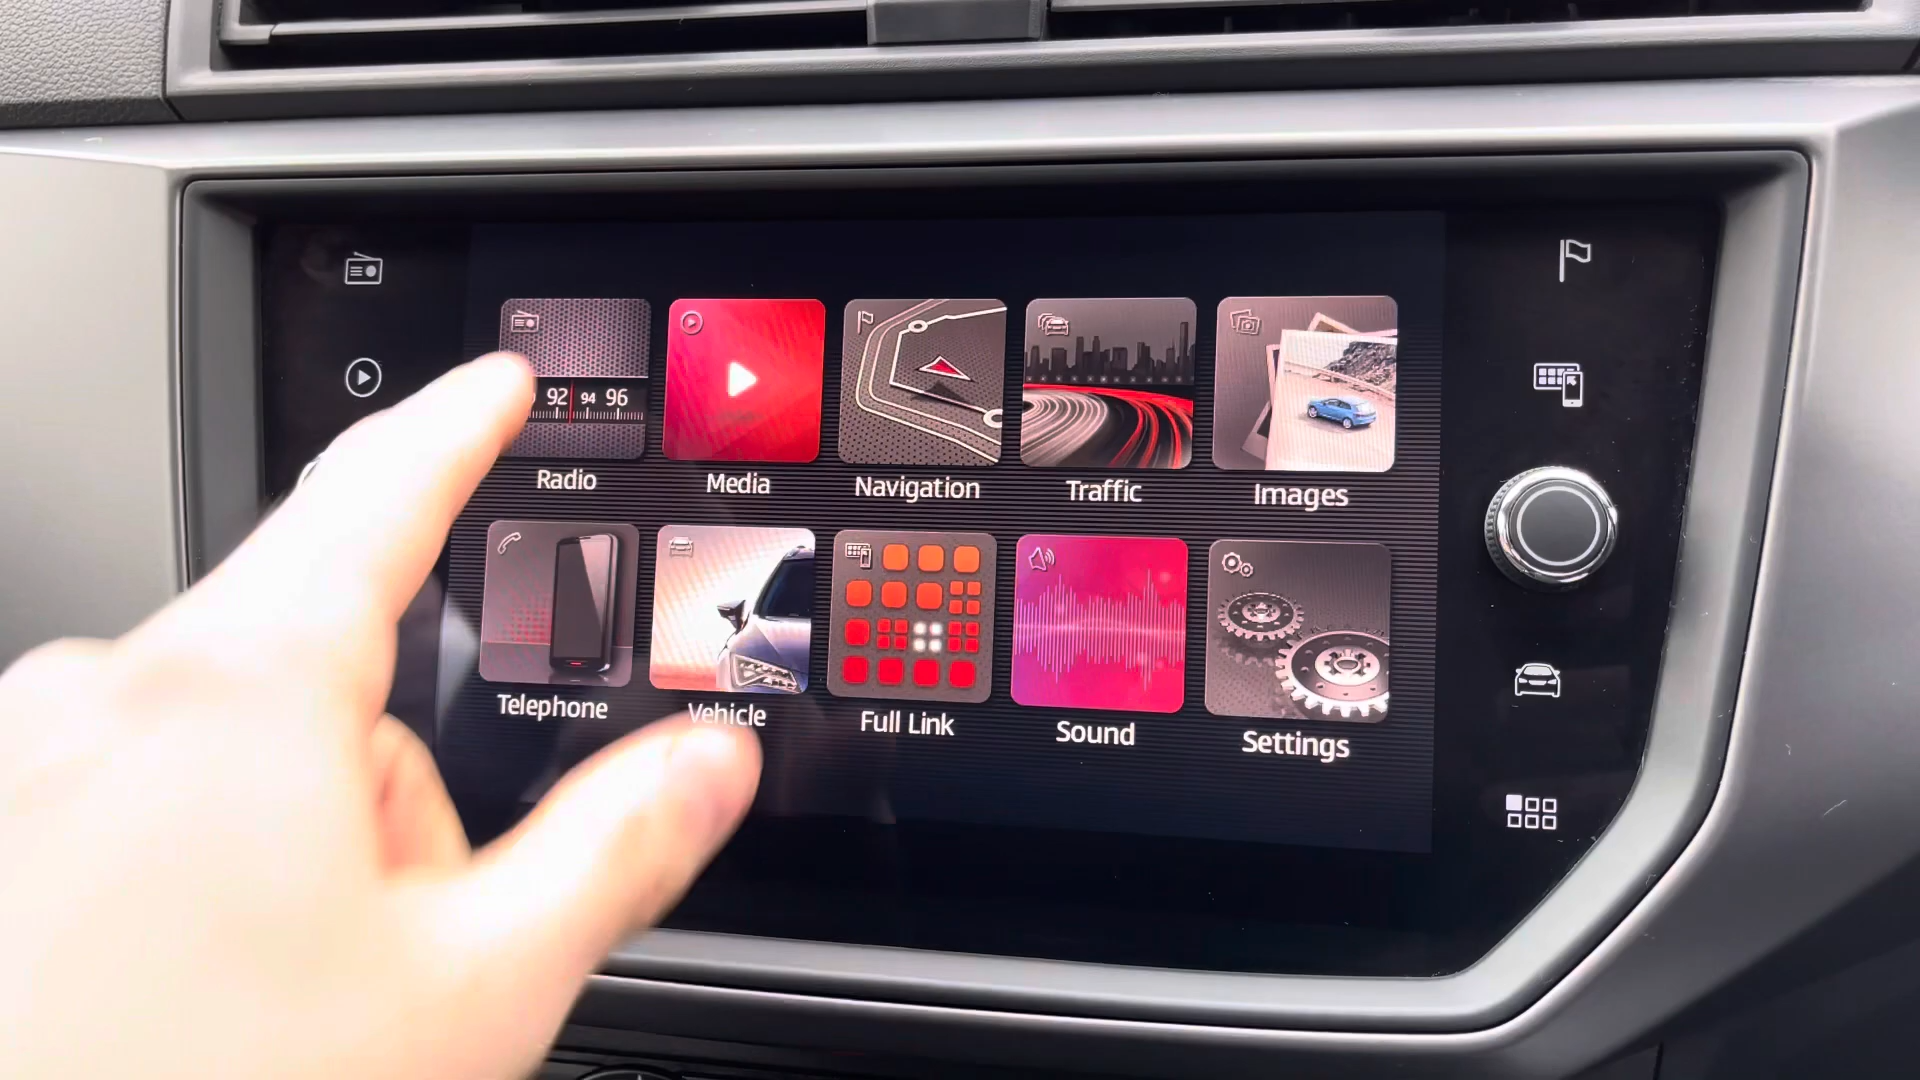 92 94 96
Radio
Media
Navigation
Traffic
Images
Telephone
Vehicle
Full Link
Sound
Settings